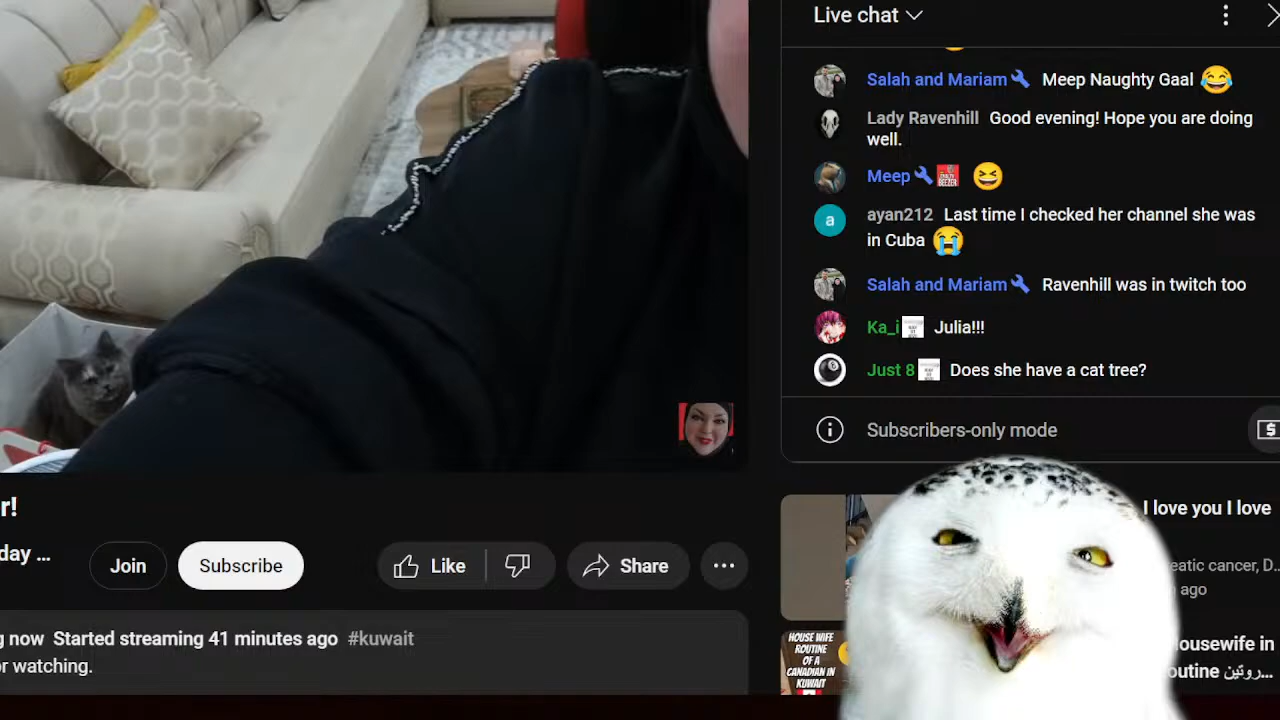 Live chat
Salah and Mariam Meep Naughty Gaal 😂
Lady Ravenhill Good evening! Hope you are doing
well.
Meep 😆
ayan212 Last time I checked her channel she was
in Cuba 😭
Salah and Mariam Ravenhill was in twitch too
Ka_i Julia!!!
a
Just 8 Does she have a cat tree?
Subscribers-only mode
r!
day ...
Join
Subscribe
Like
Share
g now Started streaming 41 minutes ago #kuwait
or watching.
I love you I love
eatic cancer, D...
ago
HOUSE WIFE
ROUTINE
OF A
CANADIAN IN
KUWAIT
ousewife in
outine روتين...